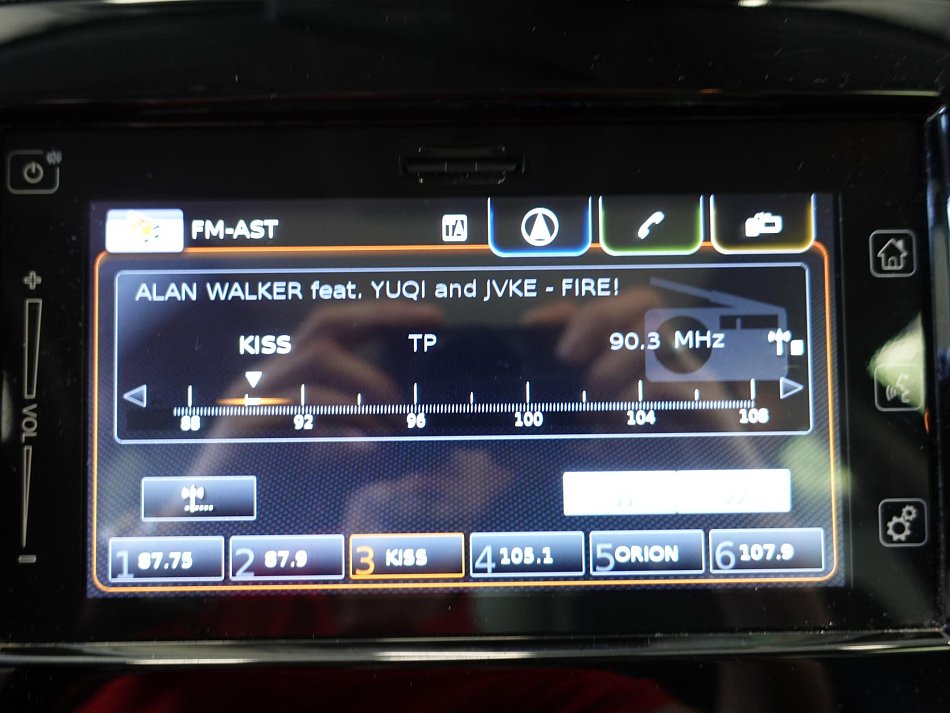 FM-AST
TA
ALAN WALKER feat. YUQI and JVKE - FIRE!
KISS TP 90.3 MHz
88 92 96 100 104 108
VOL
1 87.75 2 87.9 3 KISS 4 105.1 5 ORION 6 107.9